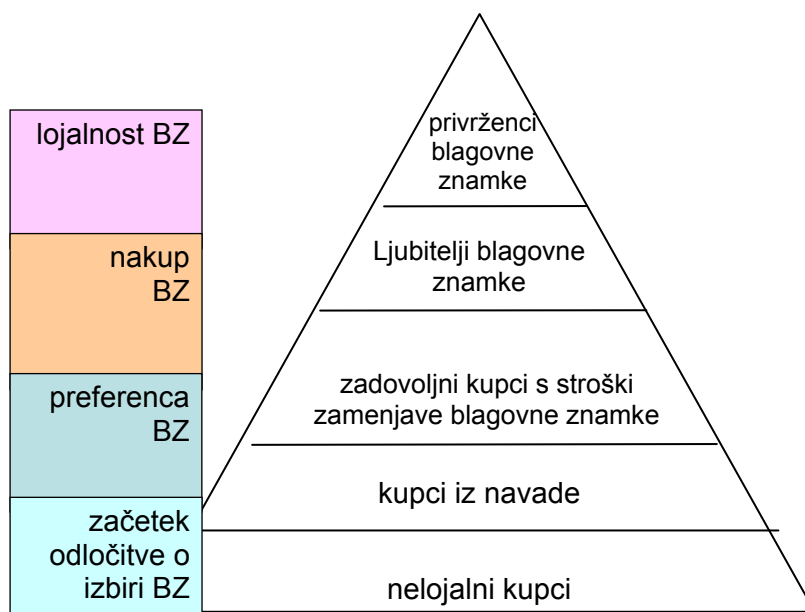 lojalnost BZ
nakup
BZ
preferenca
BZ
začetek
odločitve o
izbiri BZ
privrženci
blagovne
znamke
Ljubitelji blagovne
znamke
zadovoljni kupci s stroški
zamenjave blagovne znamke
kupci iz navade
nelojalni kupci